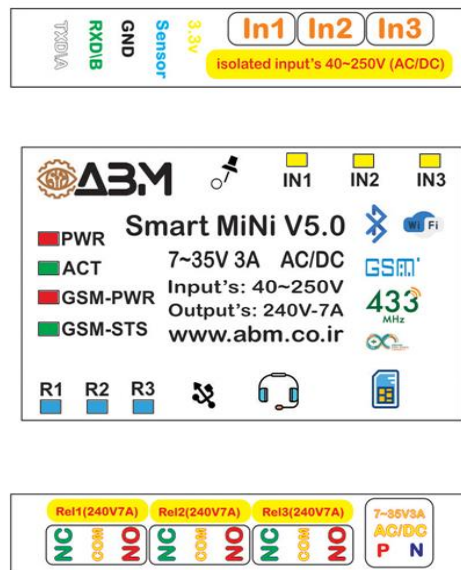 TXD\A RXD\B GND Sensor 3.3v In1 In2 In3
isolated input's 40~250V (AC/DC)
ABM IN1 IN2 IN3
Smart MiNi V5.0
PWR
7~35V 3A AC/DC
Wi Fi
ACT
GSM
Input's: 40~250V
GSM-PWR
Output's: 240V-7A
433
MHz
GSM-STS
www.abm.co.ir
R1 R2 R3
Rel1(240V7A) Rel2(240V7A) Rel3(240V7A)
NC COM NO NC COM NO NC COM NO
7~35V3A
AC/DC
P N